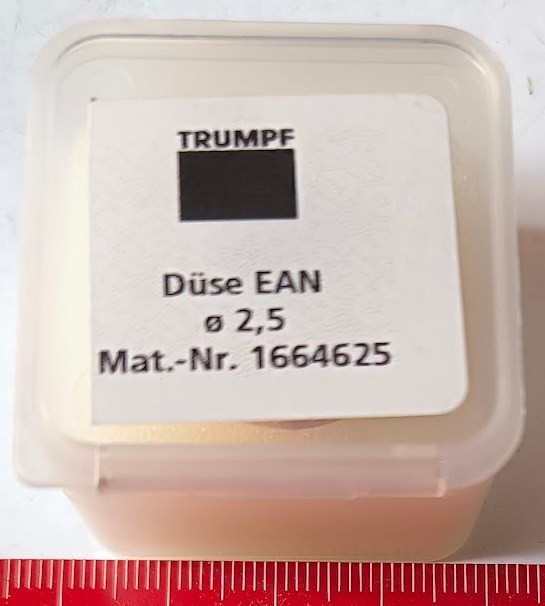 TRUMPF
Düse EAN
ø 2,5
Mat.-Nr. 1664625